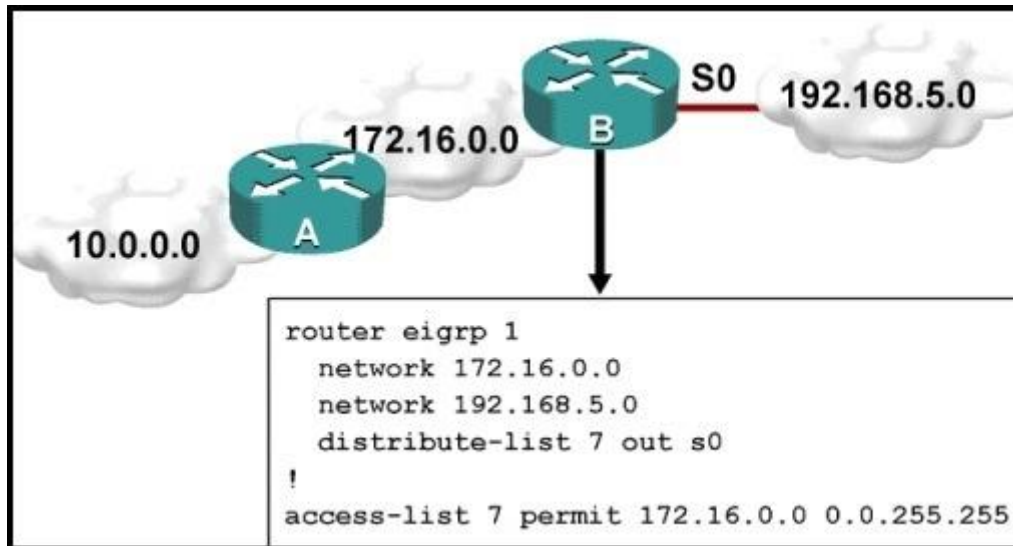 B
S0
192.168.5.0
172.16.0.0
A
10.0.0.0
router eigrp 1
network 172.16.0.0
network 192.168.5.0
distribute-list 7 out s0
!
access-list 7 permit 172.16.0.0 0.0.255.255